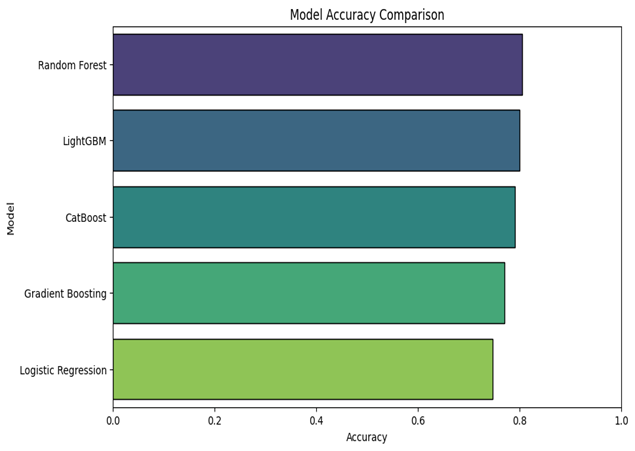 Model Accuracy Comparison
Random Forest
LightGBM
CatBoost
Gradient Boosting
Logistic Regression
Model
0.0 0.2 0.4 0.6 0.8 1.0
Accuracy